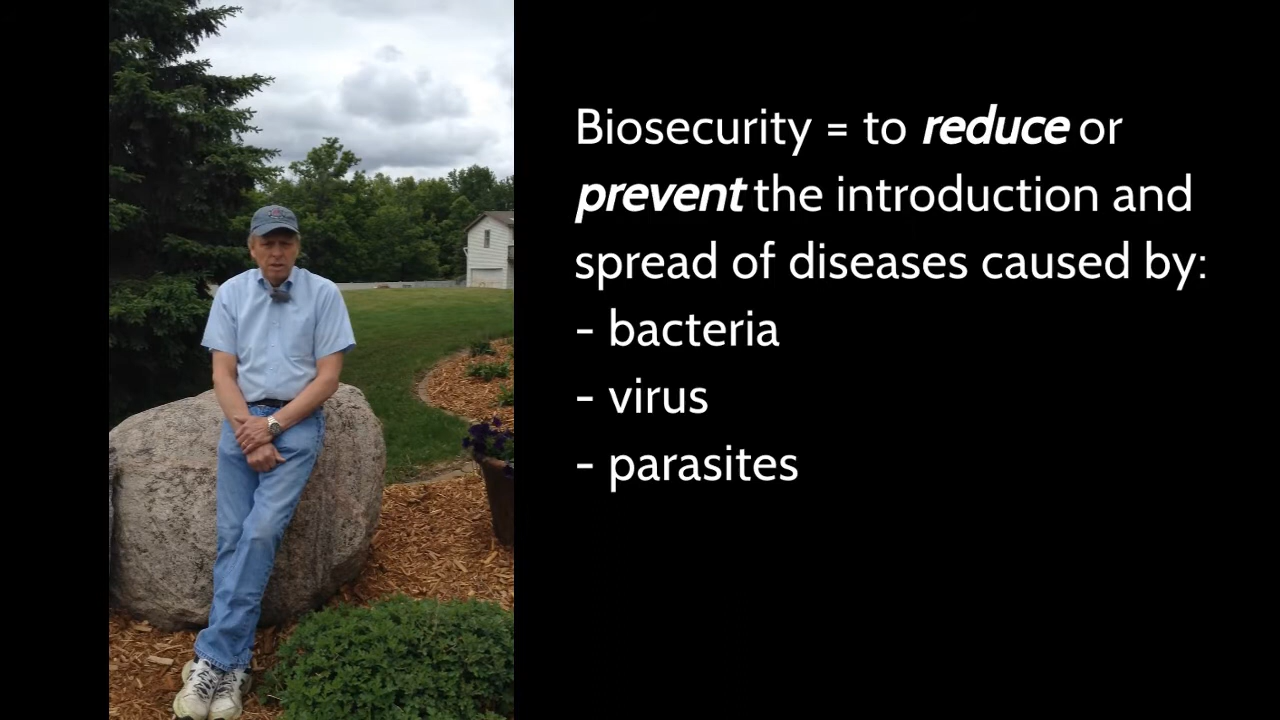 Biosecurity = to reduce or
prevent the introduction and
spread of diseases caused by:
- bacteria
- virus
- parasites